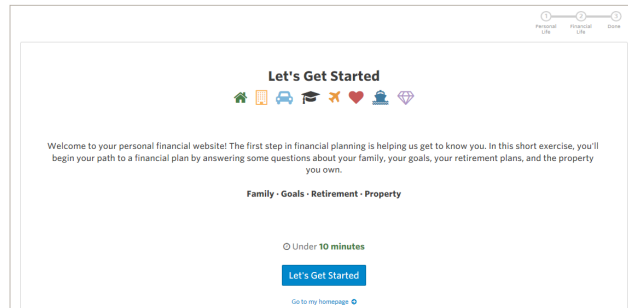 1 2 3
Personal Life Financial Life Done
Let's Get Started
Welcome to your personal financial website! The first step in financial planning is helping us get to know you. In this short exercise, you'll
begin your path to a financial plan by answering some questions about your family, your goals, your retirement plans, and the property
you own.
Family · Goals · Retirement · Property
Under 10 minutes
Let's Get Started
Go to my homepage